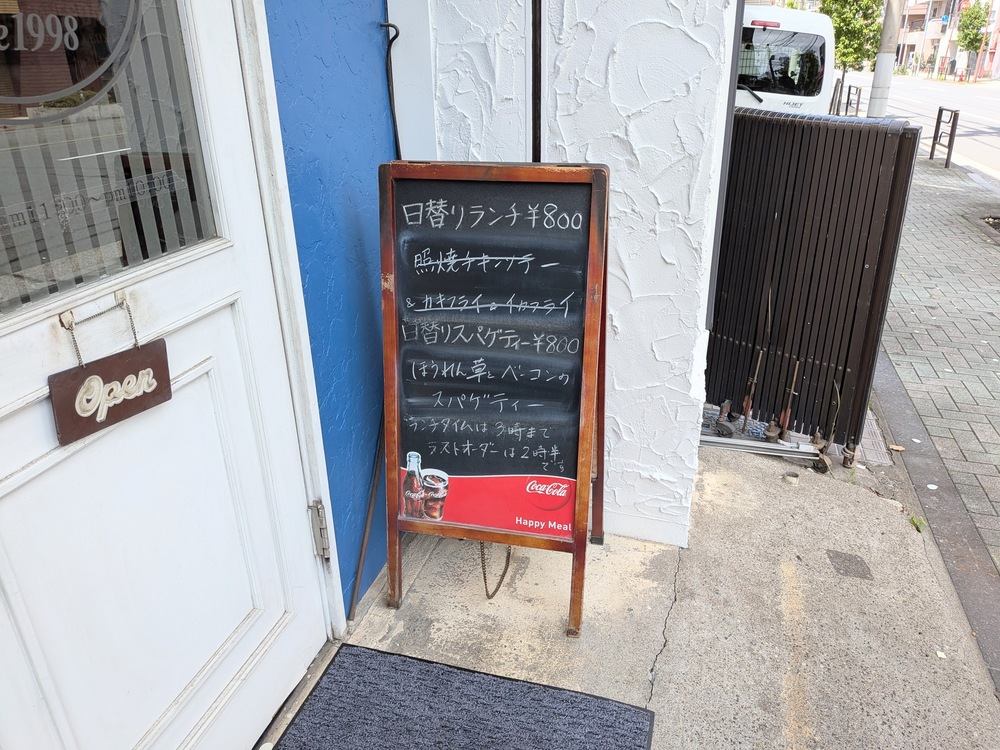 1998
Open
日替りランチ¥800
照焼チキンソテー
& カキフライ&イカフライ
日替りスパゲティー¥800
ほうれん草とベーコンの
スパゲティー
ランチタイムは3時まで
ラストオーダーは2時半
です
Coca-Cola
Happy Meal